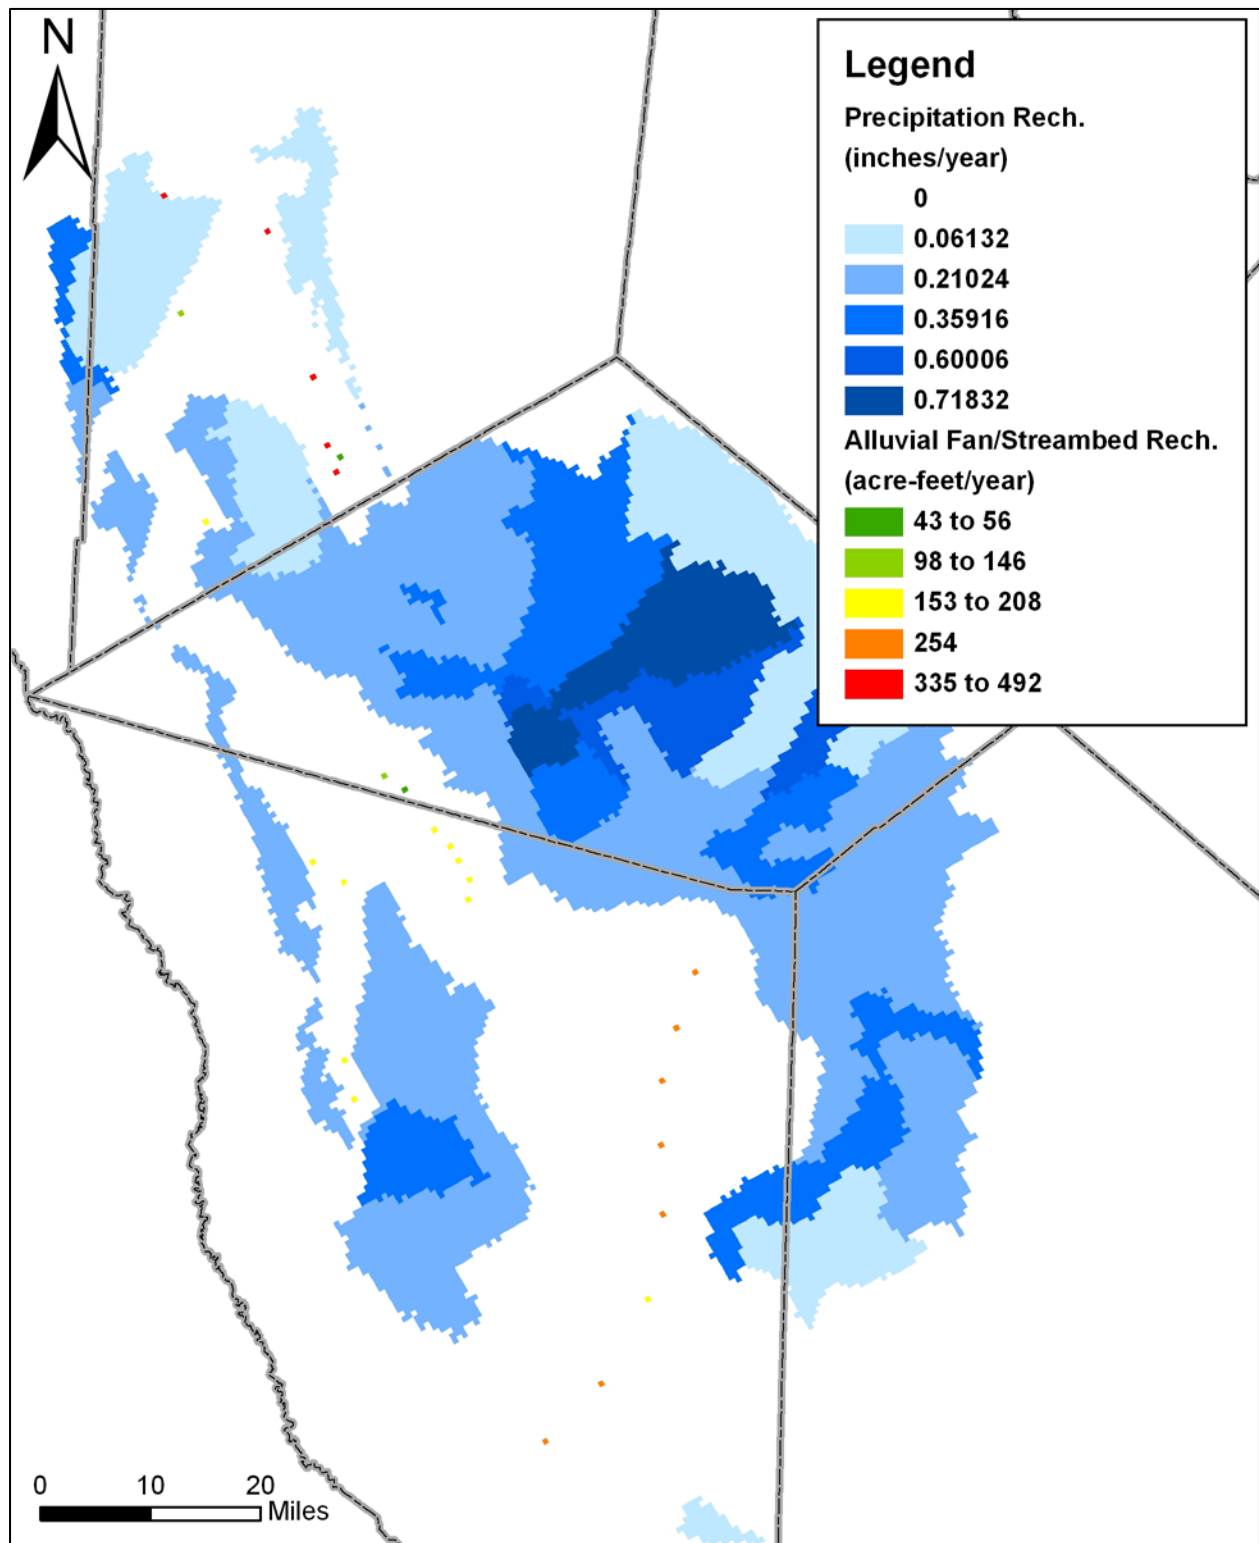 N
Legend
Precipitation Rech.
(inches/year)
0
0.06132
0.21024
0.35916
0.60006
0.71832
Alluvial Fan/Streambed Rech.
(acre-feet/year)
43 to 56
98 to 146
153 to 208
254
335 to 492
0 10 20
Miles